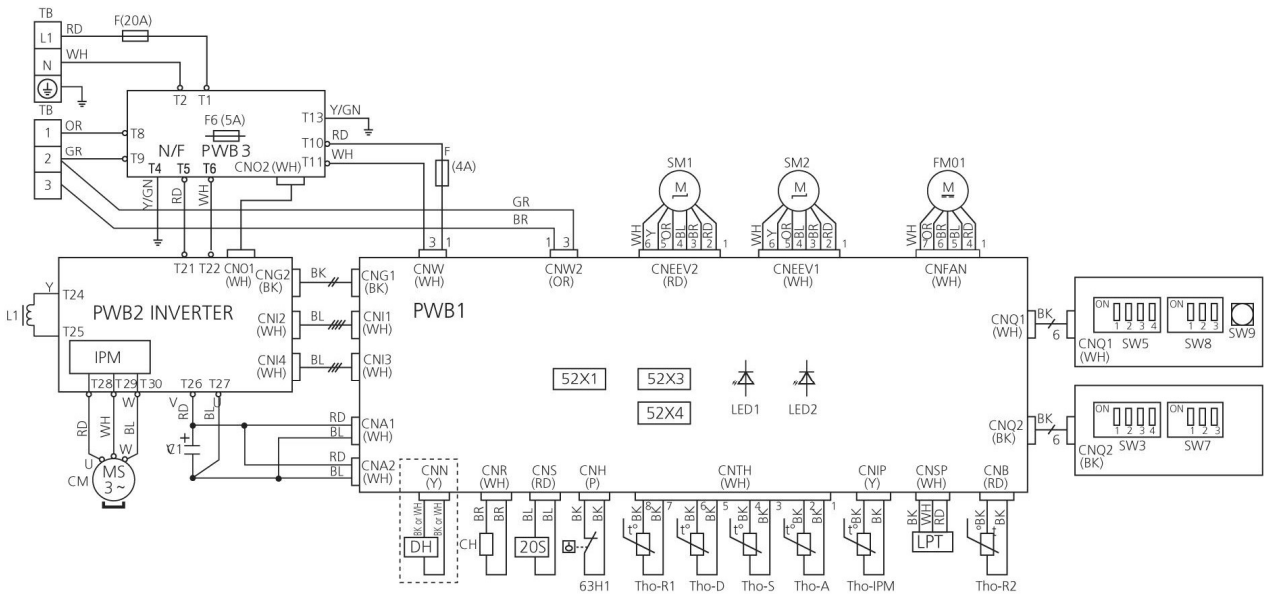 TB
F(20A)
L1 RD
WH
N
T2 T1
TB
F6 (5A)
T13 Y/GN
1 OR T8
T10 RD
N/F PWB3
2 GR T9
T11 WH
T4 T5 T6 CNO2 (WH)
F
(4A)
3
Y/GN RD WH
SM1
M
SM2
M
FM01
M
GR
BR
WH Y OR BL BR RD
6 5 4 3 2 1
WH Y OR BL BR RD
6 5 4 3 2 1
WH OR BR BL RD
7 6 5 4 1
3 1
1 3
T21 T22 CNO1
(WH)
CNG2
(BK)
BK
CNG1
(BK)
CNW
(WH)
CNW2
(OR)
CNEEV2
(RD)
CNEEV1
(WH)
CNFAN
(WH)
Y T24
L1
T25
PWB2 INVERTER
PWB1
CNI2
(WH)
BL
CNI1
(WH)
CNI4
(WH)
BL
CNI3
(WH)
IPM
T28 T29 T30
T26 T27
W V U
RD WH BL
RD BL
C1
U V W
CM
MS
3 ~
RD
BL
CNA1
(WH)
RD
BL
CNA2
(WH)
52X1
52X3
52X4
LED1
LED2
CNQ1
(WH)
BK
6
CNQ1
(WH)
ON
1 2 3 4
SW5
ON
1 2 3
SW8
SW9
CNQ2
(BK)
BK
6
CNQ2
(BK)
ON
1 2 3 4
SW3
ON
1 2 3
SW7
CNN
(Y)
CNR
(WH)
CNS
(RD)
CNH
(P)
CNTH
(WH)
CNIP
(Y)
CNSP
(WH)
CNB
(RD)
8 7 6 5 4 3 2 1
BK or WH BK or WH
BR BR
BL BL
BK BK
BK BK
BK BK
BK BK
BK BK
BK BK
BK WH RD
BK BK
t° t° t° t° t° t°
DH
CH
20S
LPT
63H1
Tho-R1
Tho-D
Tho-S
Tho-A
Tho-IPM
Tho-R2